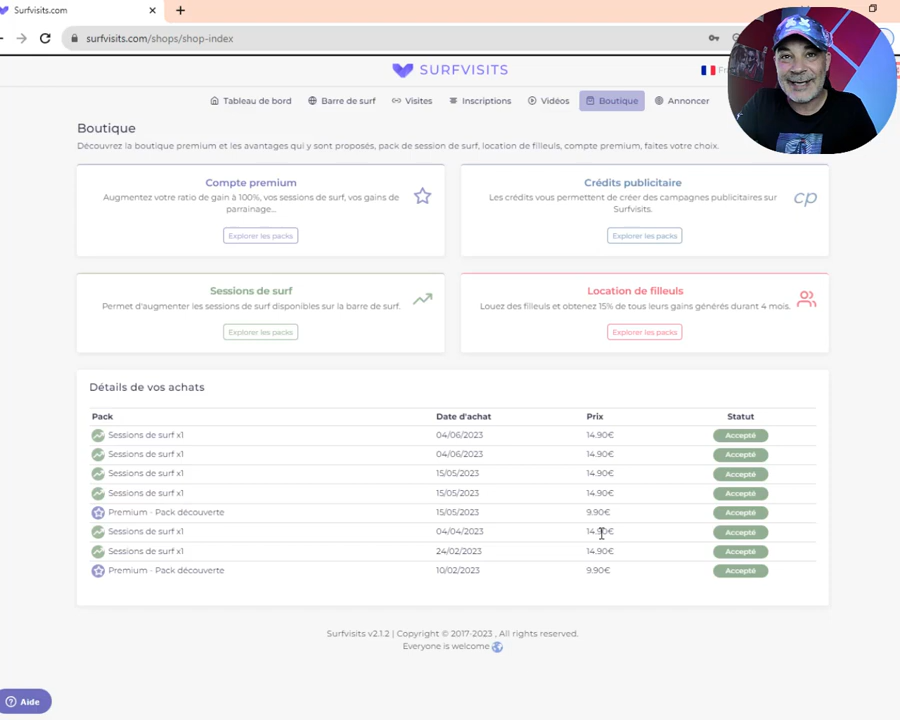 Surfvisits.com
surfvisits.com/shops/shop-index
SURFVISITS
Tableau de bord Barre de surf Visites Inscriptions Vidéos Boutique Annoncer
Boutique
Découvrez la boutique premium et les avantages qui y sont proposés, pack de session de surf, location de filleuls, compte premium, faites votre choix.
Compte premium
Augmentez votre ratio de gain à 100%, vos sessions de surf, vos gains de
parrainage...
Explorer les packs
Crédits publicitaire
Les crédits vous permettent de créer des campagnes publicitaires sur
Surfvisits.
cp
Explorer les packs
Sessions de surf
Permet d'augmenter les sessions de surf disponibles sur la barre de surf.
Explorer les packs
Location de filleuls
Louez des filleuls et obtenez 15% de tous leurs gains générés durant 4 mois.
Explorer les packs
Détails de vos achats
Pack Date d'achat Prix Statut
Sessions de surf x1 04/06/2023 14.90€ Accepté
Sessions de surf x1 04/06/2023 14.90€ Accepté
Sessions de surf x1 15/05/2023 14.90€ Accepté
Sessions de surf x1 15/05/2023 14.90€ Accepté
Premium - Pack découverte 15/05/2023 9.90€ Accepté
Sessions de surf x1 04/04/2023 14.90€ Accepté
Sessions de surf x1 24/02/2023 14.90€ Accepté
Premium - Pack découverte 10/02/2023 9.90€ Accepté
Surfvisits v2.1.2 | Copyright © 2017-2023 , All rights reserved.
Everyone is welcome
Aide